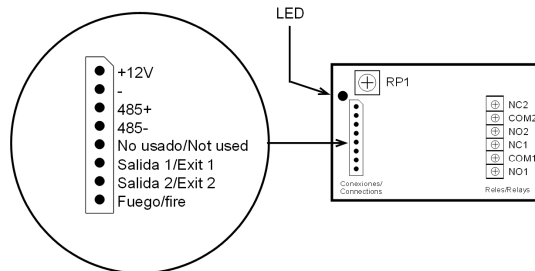 LED
+12V
-
485+
485-
No usado/Not used
Salida 1/Exit 1
Salida 2/Exit 2
Fuego/fire
RP1
NC2
COM2
NO2
NC1
COM1
NO1
Conexiones/
Connections
Reles/Relays